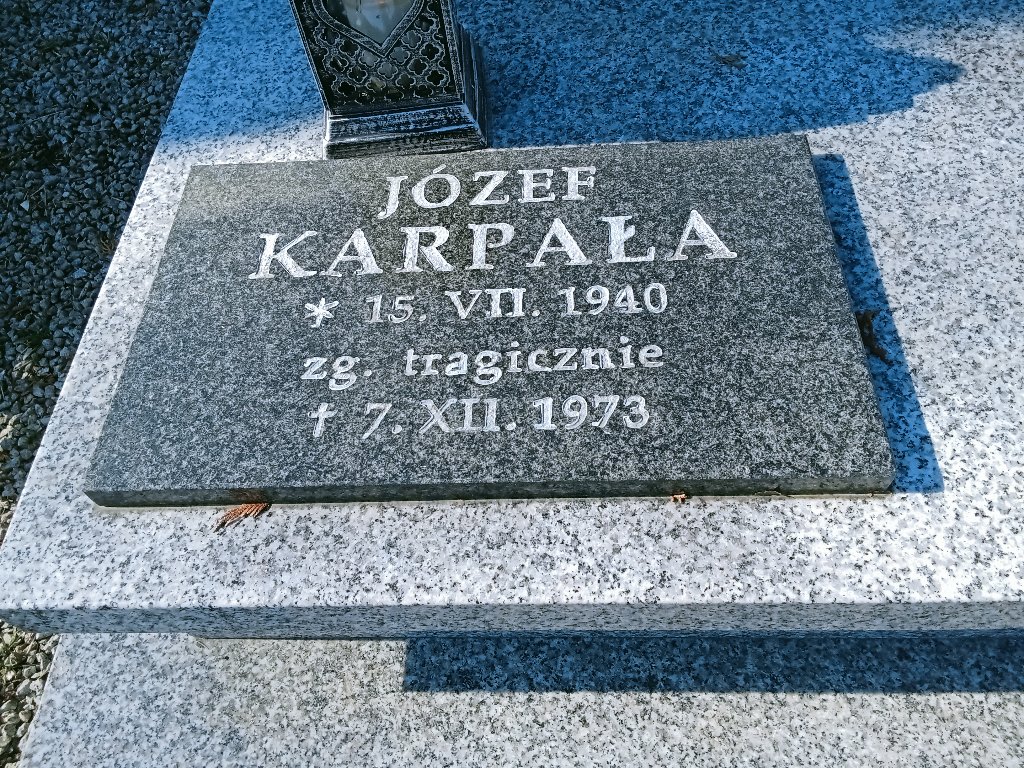 JÓZEF
KARPAŁA
* 15. VII. 1940
zg. tragicznie
† 7. XII. 1973